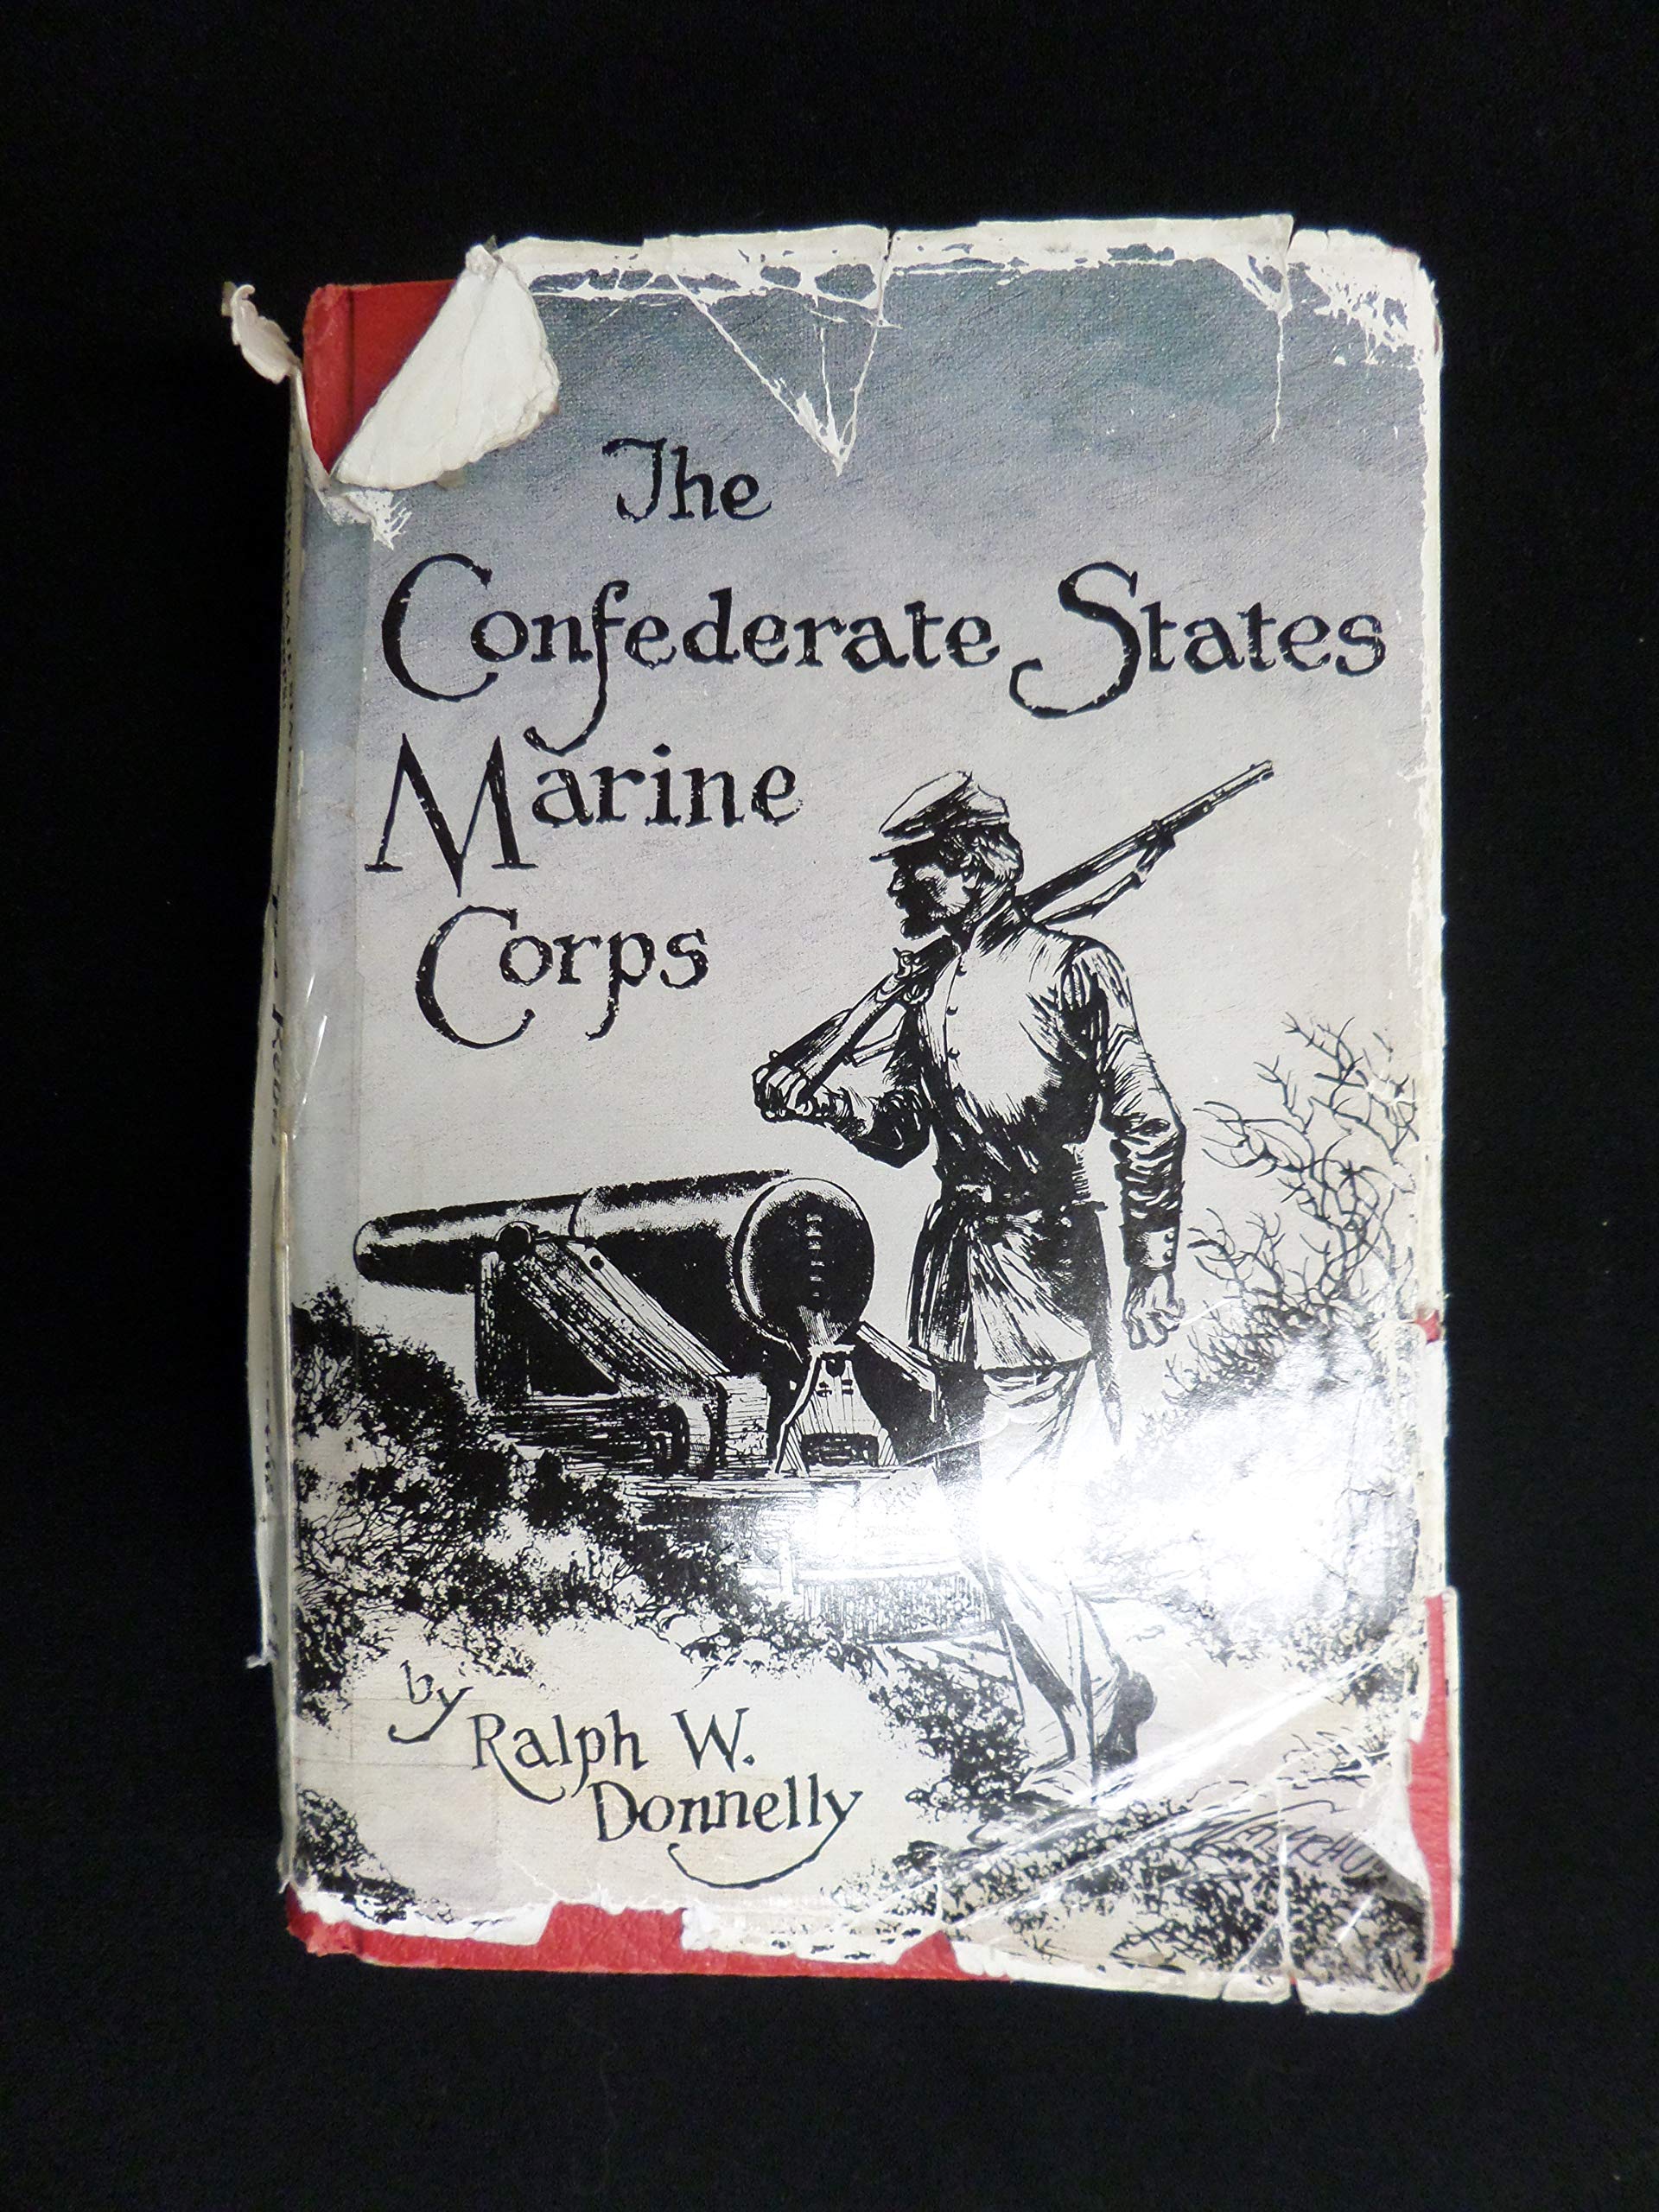 The
Confederate States
Marine
Corps
by
Ralph W.
Donnelly